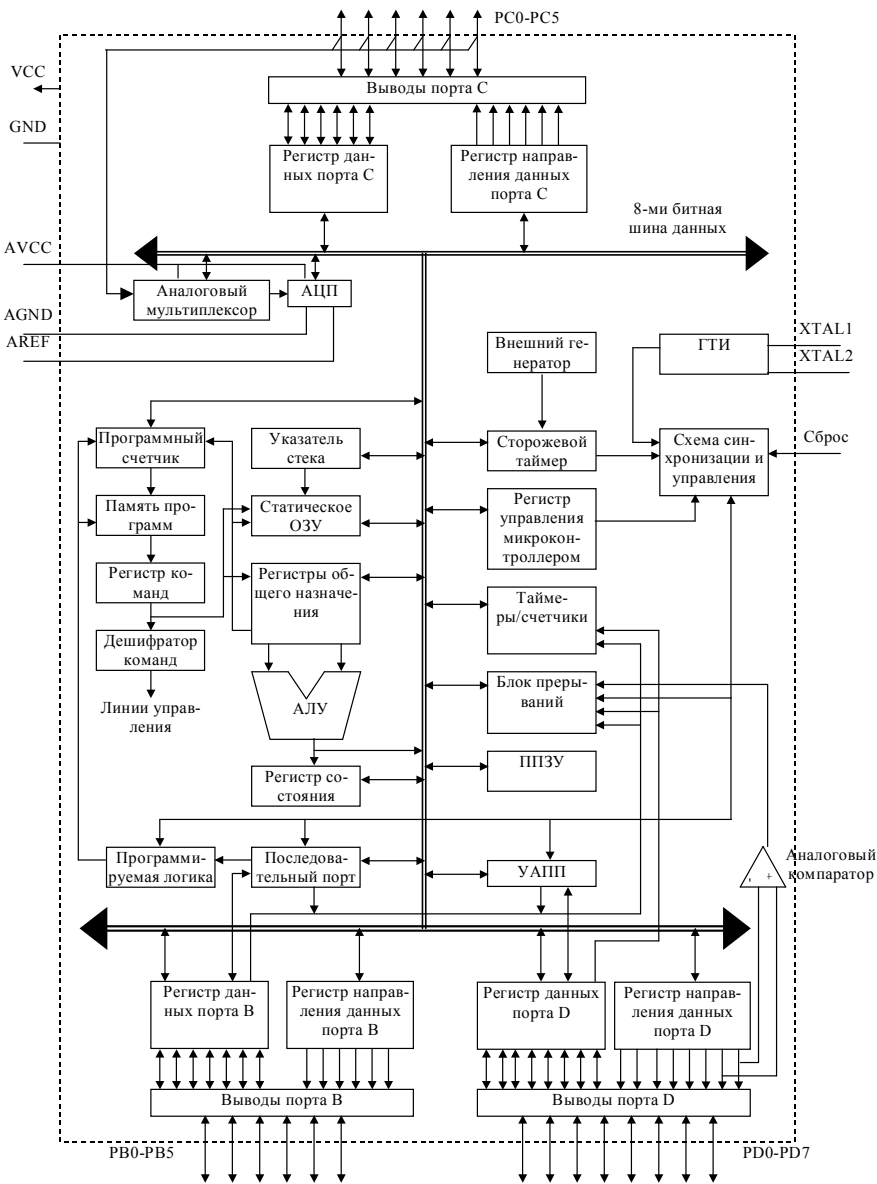 PC0-PC5
VCC
Выводы порта С
GND
Регистр дан-
ных порта С
Регистр направ-
ления данных
порта С
8-ми битная
шина данных
AVCC
Аналоговый
мультиплексор
АЦП
AGND
AREF
Внешний ге-
нератор
ГТИ
XTAL1
XTAL2
Программный
счетчик
Указатель
стека
Сторожевой
таймер
Схема син-
хронизации и
управления
Сброс
Память про-
грамм
Статическое
ОЗУ
Регистр
управления
микрокон-
троллером
Регистр ко-
манд
Регистры об-
щего назначе-
ния
Тайме-
ры/счетчики
Дешифратор
команд
Линии управ-
ления
АЛУ
Блок преры-
ваний
ППЗУ
Регистр со-
стояния
Программи-
руемая логика
Последова-
тельный порт
УАПП
Аналоговый
компаратор
- +
Регистр дан-
ных порта В
Регистр направ-
ления данных
порта В
Регистр данных
порта D
Регистр направ-
ления данных
порта D
Выводы порта В
Выводы порта D
PB0-PB5
PD0-PD7